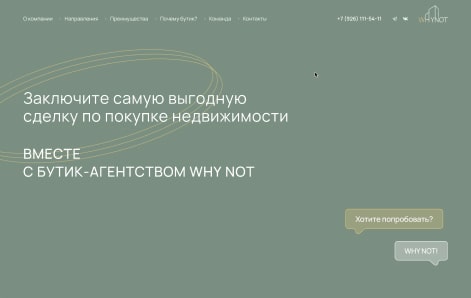 О компании
Направления
Преимущества
Почему бутик?
Команда
Контакты
+7 (926) 111-54-11
WHYNOT
Заключите самую выгодную
сделку по покупке недвижимости
ВМЕСТЕ
С БУТИК-АГЕНТСТВОМ WHY NOT
Хотите попробовать?
WHY NOT!